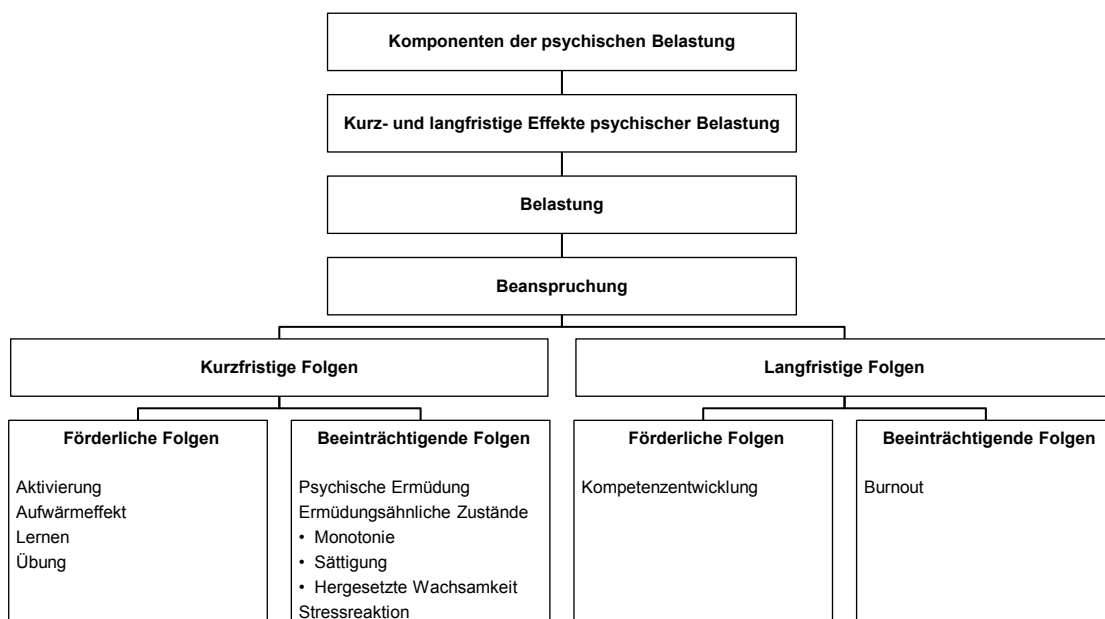 Komponenten der psychischen Belastung
Kurz- und langfristige Effekte psychischer Belastung
Belastung
Beanspruchung
Kurzfristige Folgen
Langfristige Folgen
Förderliche Folgen
Aktivierung
Aufwärmeffekt
Lernen
Übung
Beeinträchtigende Folgen
Psychische Ermüdung
Ermüdungsähnliche Zustände
• Monotonie
• Sättigung
• Hergesetzte Wachsamkeit
Stressreaktion
Förderliche Folgen
Kompetenzentwicklung
Beeinträchtigende Folgen
Burnout